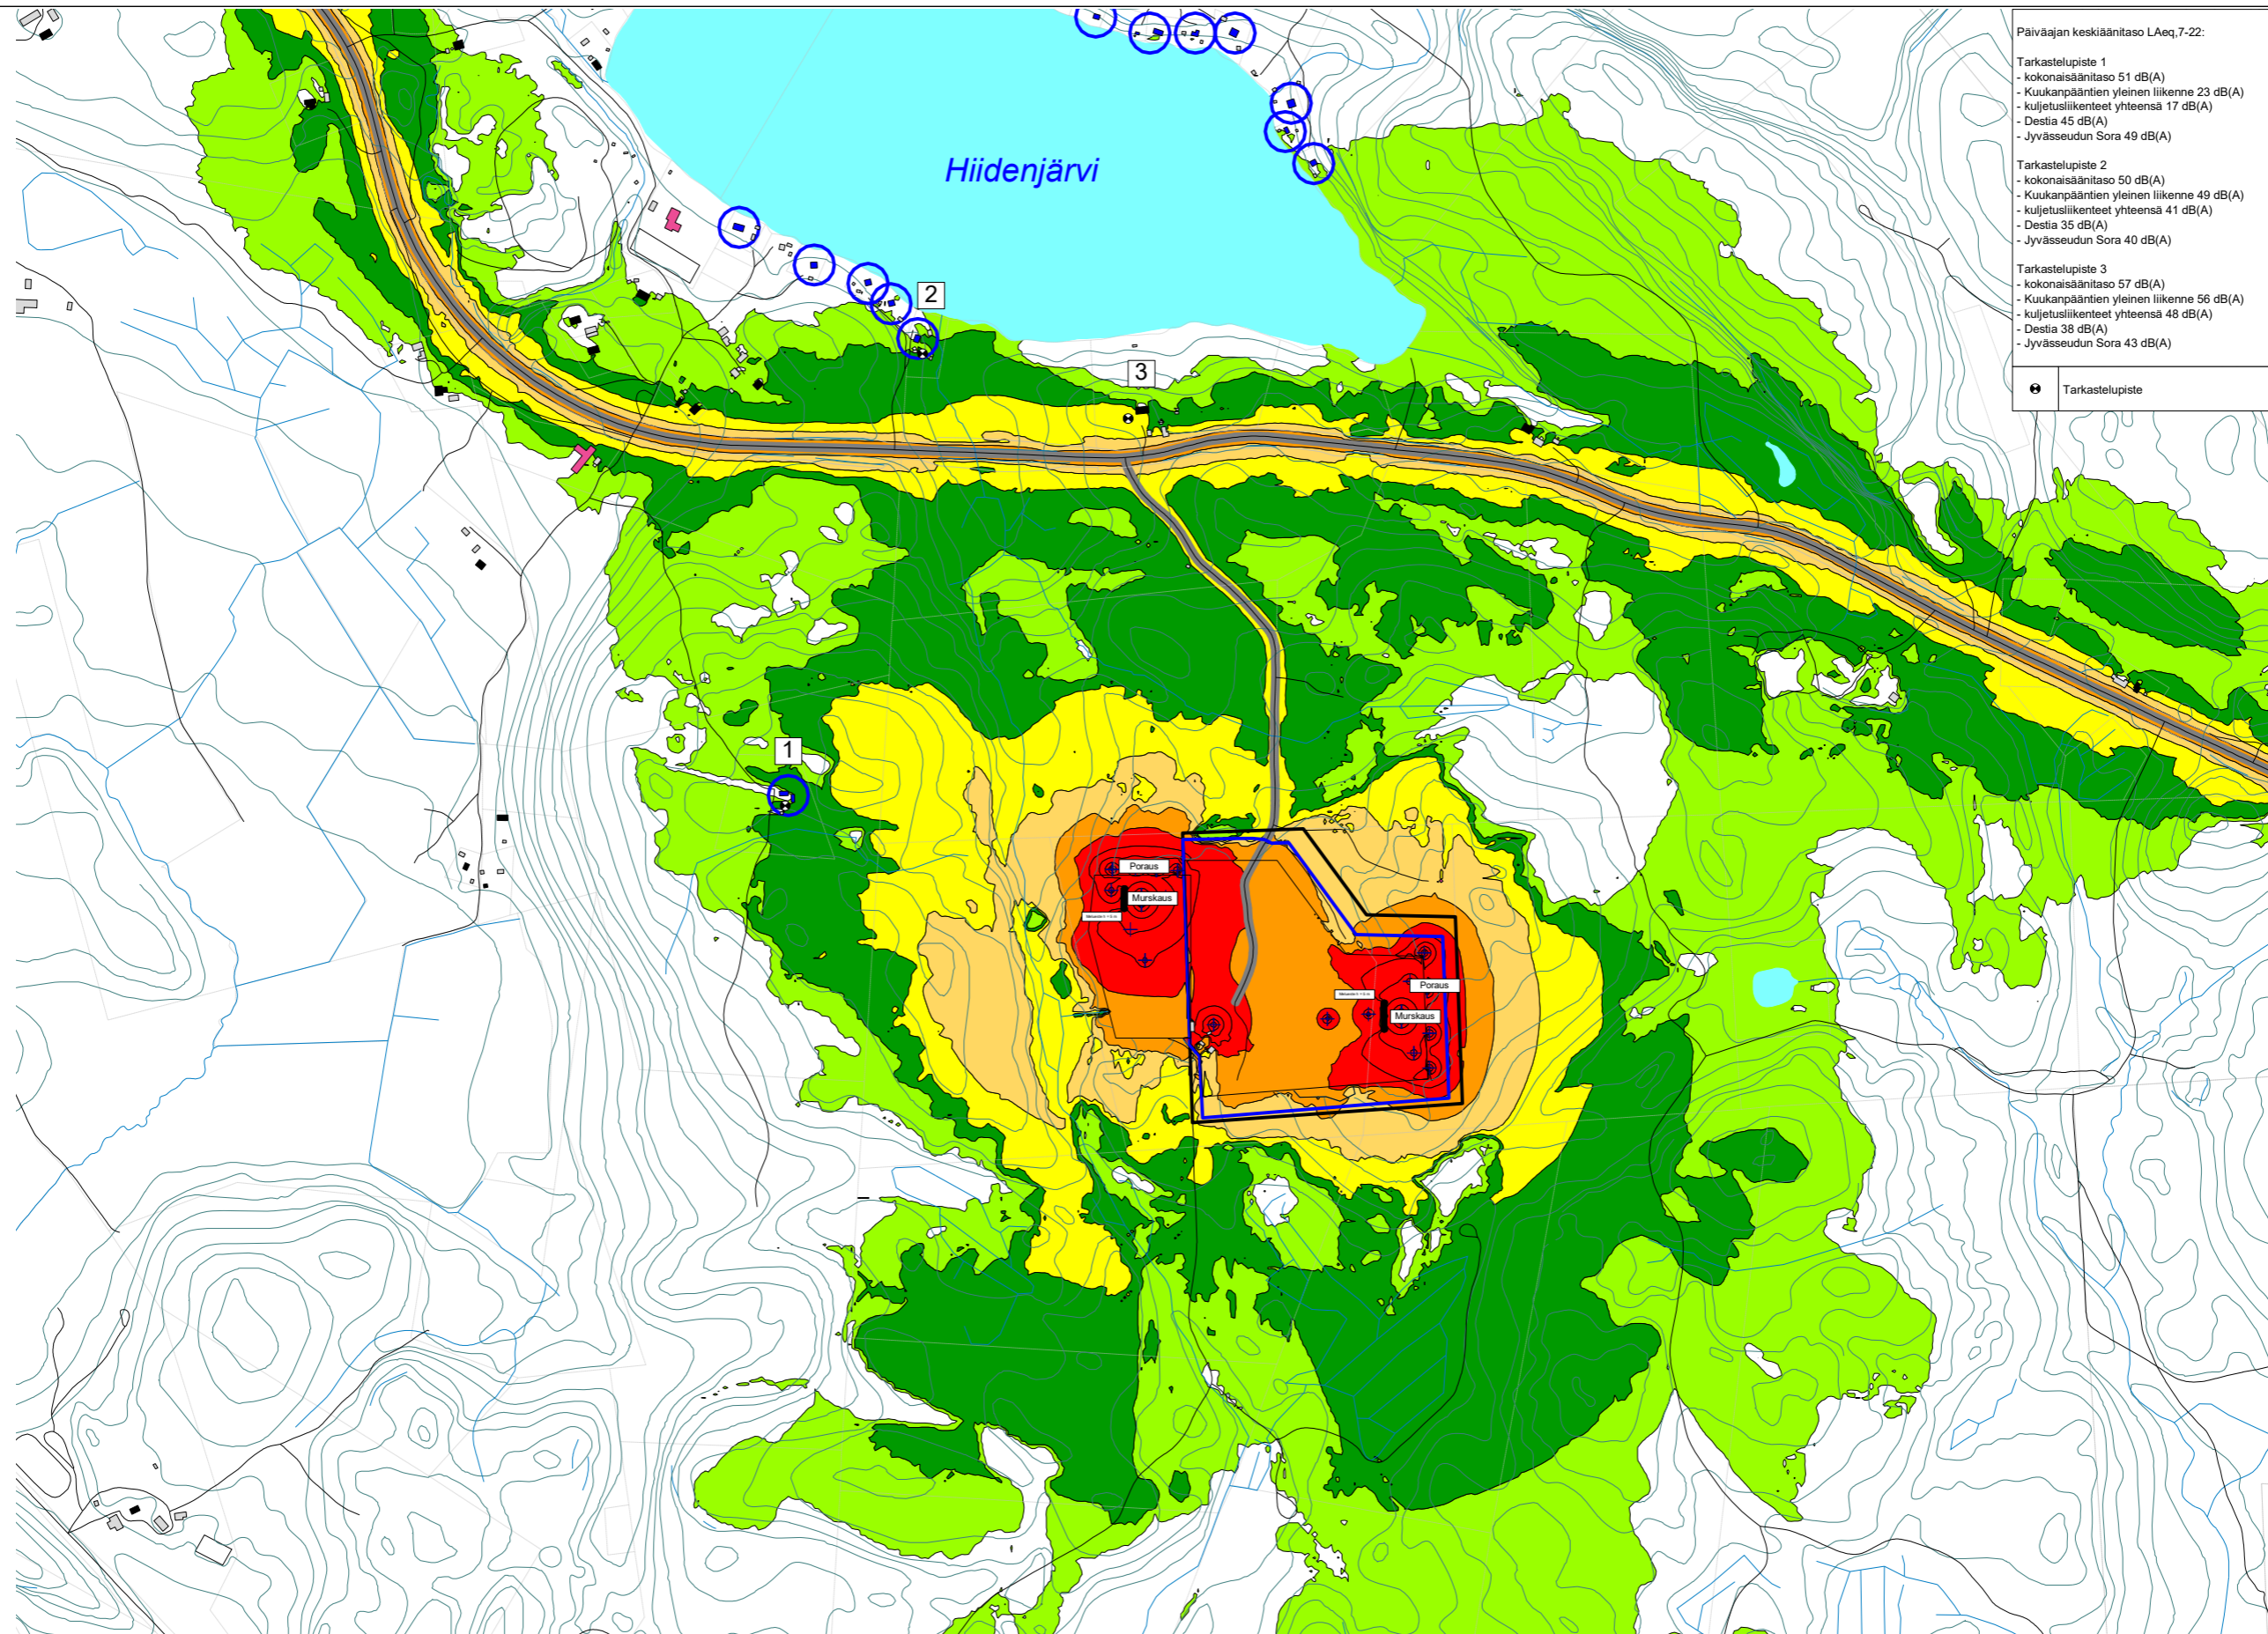 Päiväajan keskiäänitaso LAeq,7-22:
Tarkastelupiste 1
- kokonaisäänitaso 51 dB(A)
- Kuukanpääntien yleinen liikenne 23 dB(A)
- kuljetusliikenteet yhteensä 17 dB(A)
- Destia 45 dB(A)
- Jyvässeudun Sora 49 dB(A)
Tarkastelupiste 2
- kokonaisäänitaso 50 dB(A)
- Kuukanpääntien yleinen liikenne 49 dB(A)
- kuljetusliikenteet yhteensä 41 dB(A)
- Destia 35 dB(A)
- Jyvässeudun Sora 40 dB(A)
Tarkastelupiste 3
- kokonaisäänitaso 57 dB(A)
- Kuukanpääntien yleinen liikenne 56 dB(A)
- kuljetusliikenteet yhteensä 48 dB(A)
- Destia 38 dB(A)
- Jyvässeudun Sora 43 dB(A)
Tarkastelupiste
Hiidenjärvi
2
3
1
Poraus
Murskaus
Poraus
Murskaus